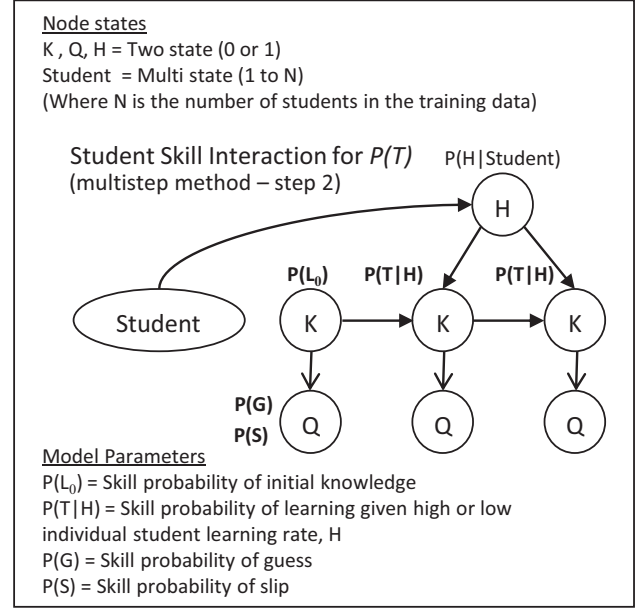 Node states
K , Q, H = Two state (0 or 1)
Student  = Multi state (1 to N)
(Where N is the number of students in the training data)
Student Skill Interaction for P(T)
(multistep method – step 2)
P(H|Student)
H
P(L₀)
P(T|H)
P(T|H)
Student
K
K
K
P(G)
P(S)
Q
Q
Q
Model Parameters
P(L₀) = Skill probability of initial knowledge
P(T|H) = Skill probability of learning given high or low
individual student learning rate, H
P(G) = Skill probability of guess
P(S) = Skill probability of slip